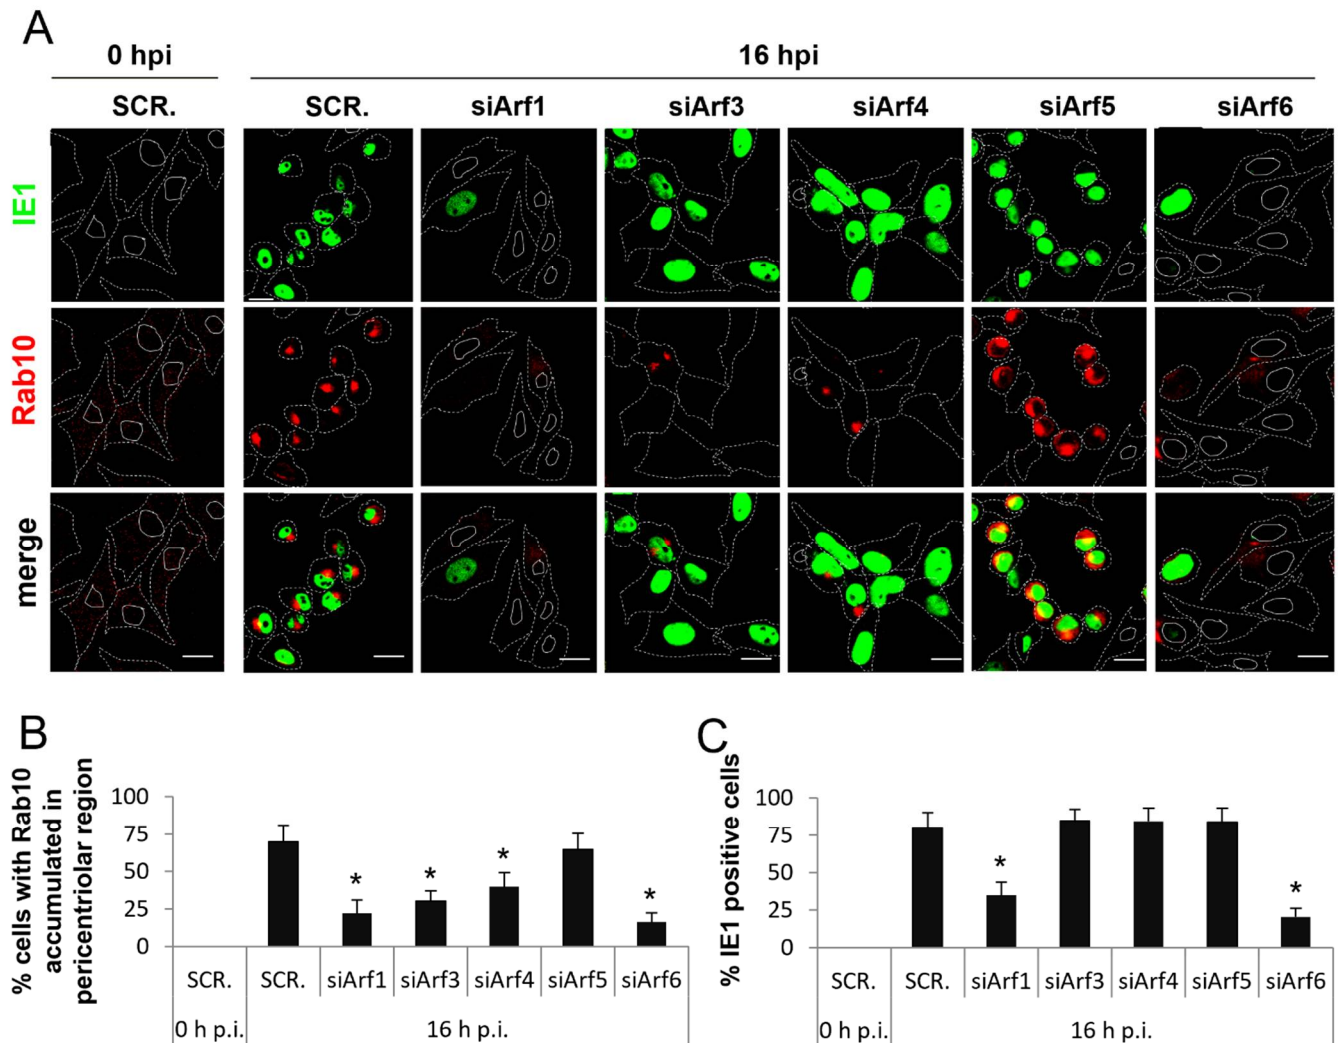 A
0 hpi
16 hpi
SCR.
SCR.
siArf1
siArf3
siArf4
siArf5
siArf6
IE1
Rab10
merge
B
% cells with Rab10
accumulated in
pericentriolar region
100
75
50
25
0
*
*
*
*
SCR.
SCR.
siArf1
siArf3
siArf4
siArf5
siArf6
0 h p.i.
16 h p.i.
C
% IE1 positive cells
100
75
50
25
0
*
*
SCR.
SCR.
siArf1
siArf3
siArf4
siArf5
siArf6
0 h p.i.
16 h p.i.